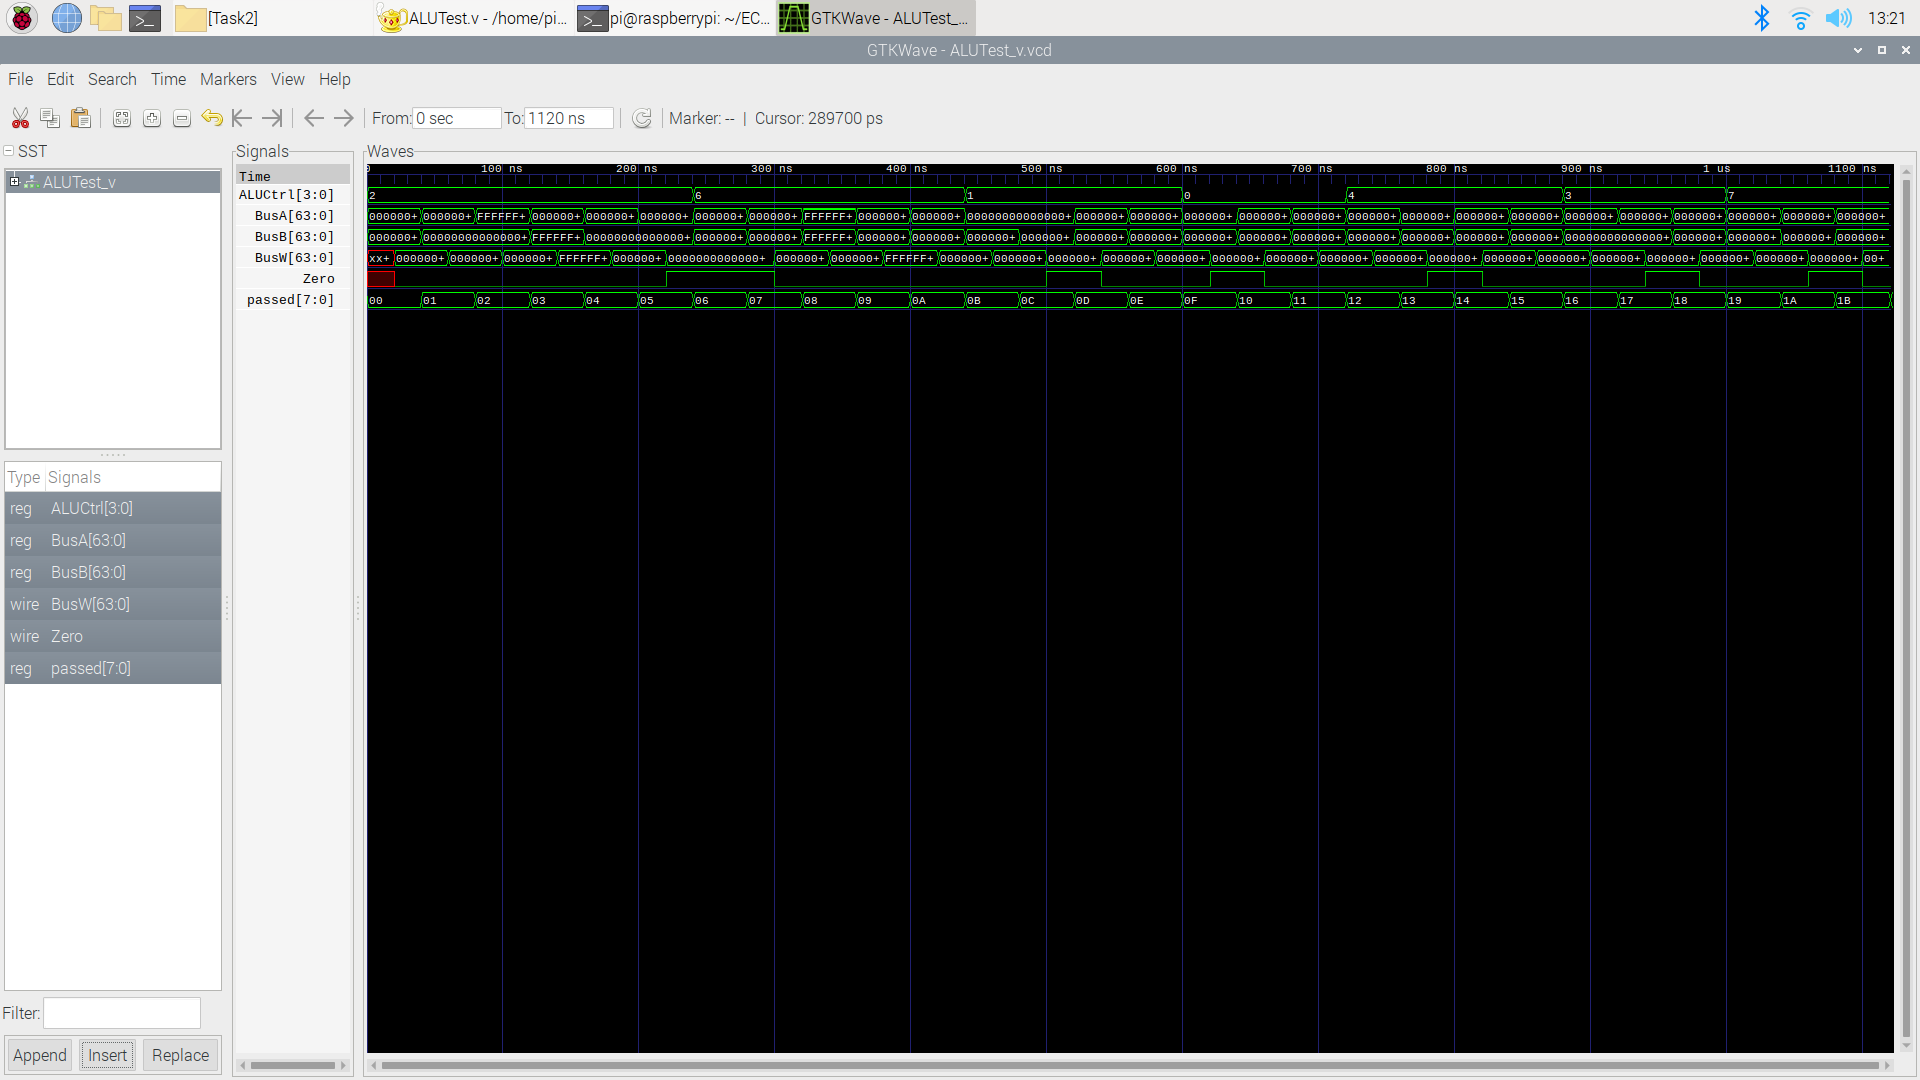 [Task2] ALUTest.v - /home/pi... pi@raspberrypi: ~/EC... GTKWave - ALUTest_... 13:21
GTKWave - ALUTest_v.vcd
File Edit Search Time Markers View Help
From: 0 sec To: 1120 ns Marker: -- | Cursor: 289700 ps
SST
ALUTest_v
Type Signals
reg ALUCtrl[3:0]
reg BusA[63:0]
reg BusB[63:0]
wire BusW[63:0]
wire Zero
reg passed[7:0]
Filter:
Append Insert Replace
Signals
Time
ALUCtrl[3:0]
BusA[63:0]
BusB[63:0]
BusW[63:0]
Zero
passed[7:0]
Waves
0 100 ns 200 ns 300 ns 400 ns 500 ns 600 ns 700 ns 800 ns 900 ns 1 us 1100 ns
2 6 1 0 4 3 7
000000+ 000000+ FFFFFF+ 000000+ 000000+ 000000+ 000000+ 000000+ FFFFFF+ 000000+ 000000+ 00000000000000+ 000000+ 000000+ 000000+ 000000+ 000000+ 000000+ 000000+ 000000+ 000000+ 000000+ 000000+ 000000+ 000000+ 000000+ 000000+
000000+ 00000000000000+ FFFFFF+ 00000000000000+ 000000+ 000000+ FFFFFF+ 000000+ 000000+ 000000+ 000000+ 000000+ 000000+ 000000+ 000000+ 000000+ 000000+ 000000+ 000000+ 000000+ 000000+ 00000000000000+ 000000+ 000000+ 000000+ 000000+
xx+ 000000+ 000000+ 000000+ FFFFFF+ 000000+ 0000000000000+ 000000+ 000000+ FFFFFF+ 000000+ 000000+ 000000+ 000000+ 000000+ 000000+ 000000+ 000000+ 000000+ 000000+ 000000+ 000000+ 000000+ 000000+ 000000+ 000000+ 000000+ 00+
00 01 02 03 04 05 06 07 08 09 0A 0B 0C 0D 0E 0F 10 11 12 13 14 15 16 17 18 19 1A 1B